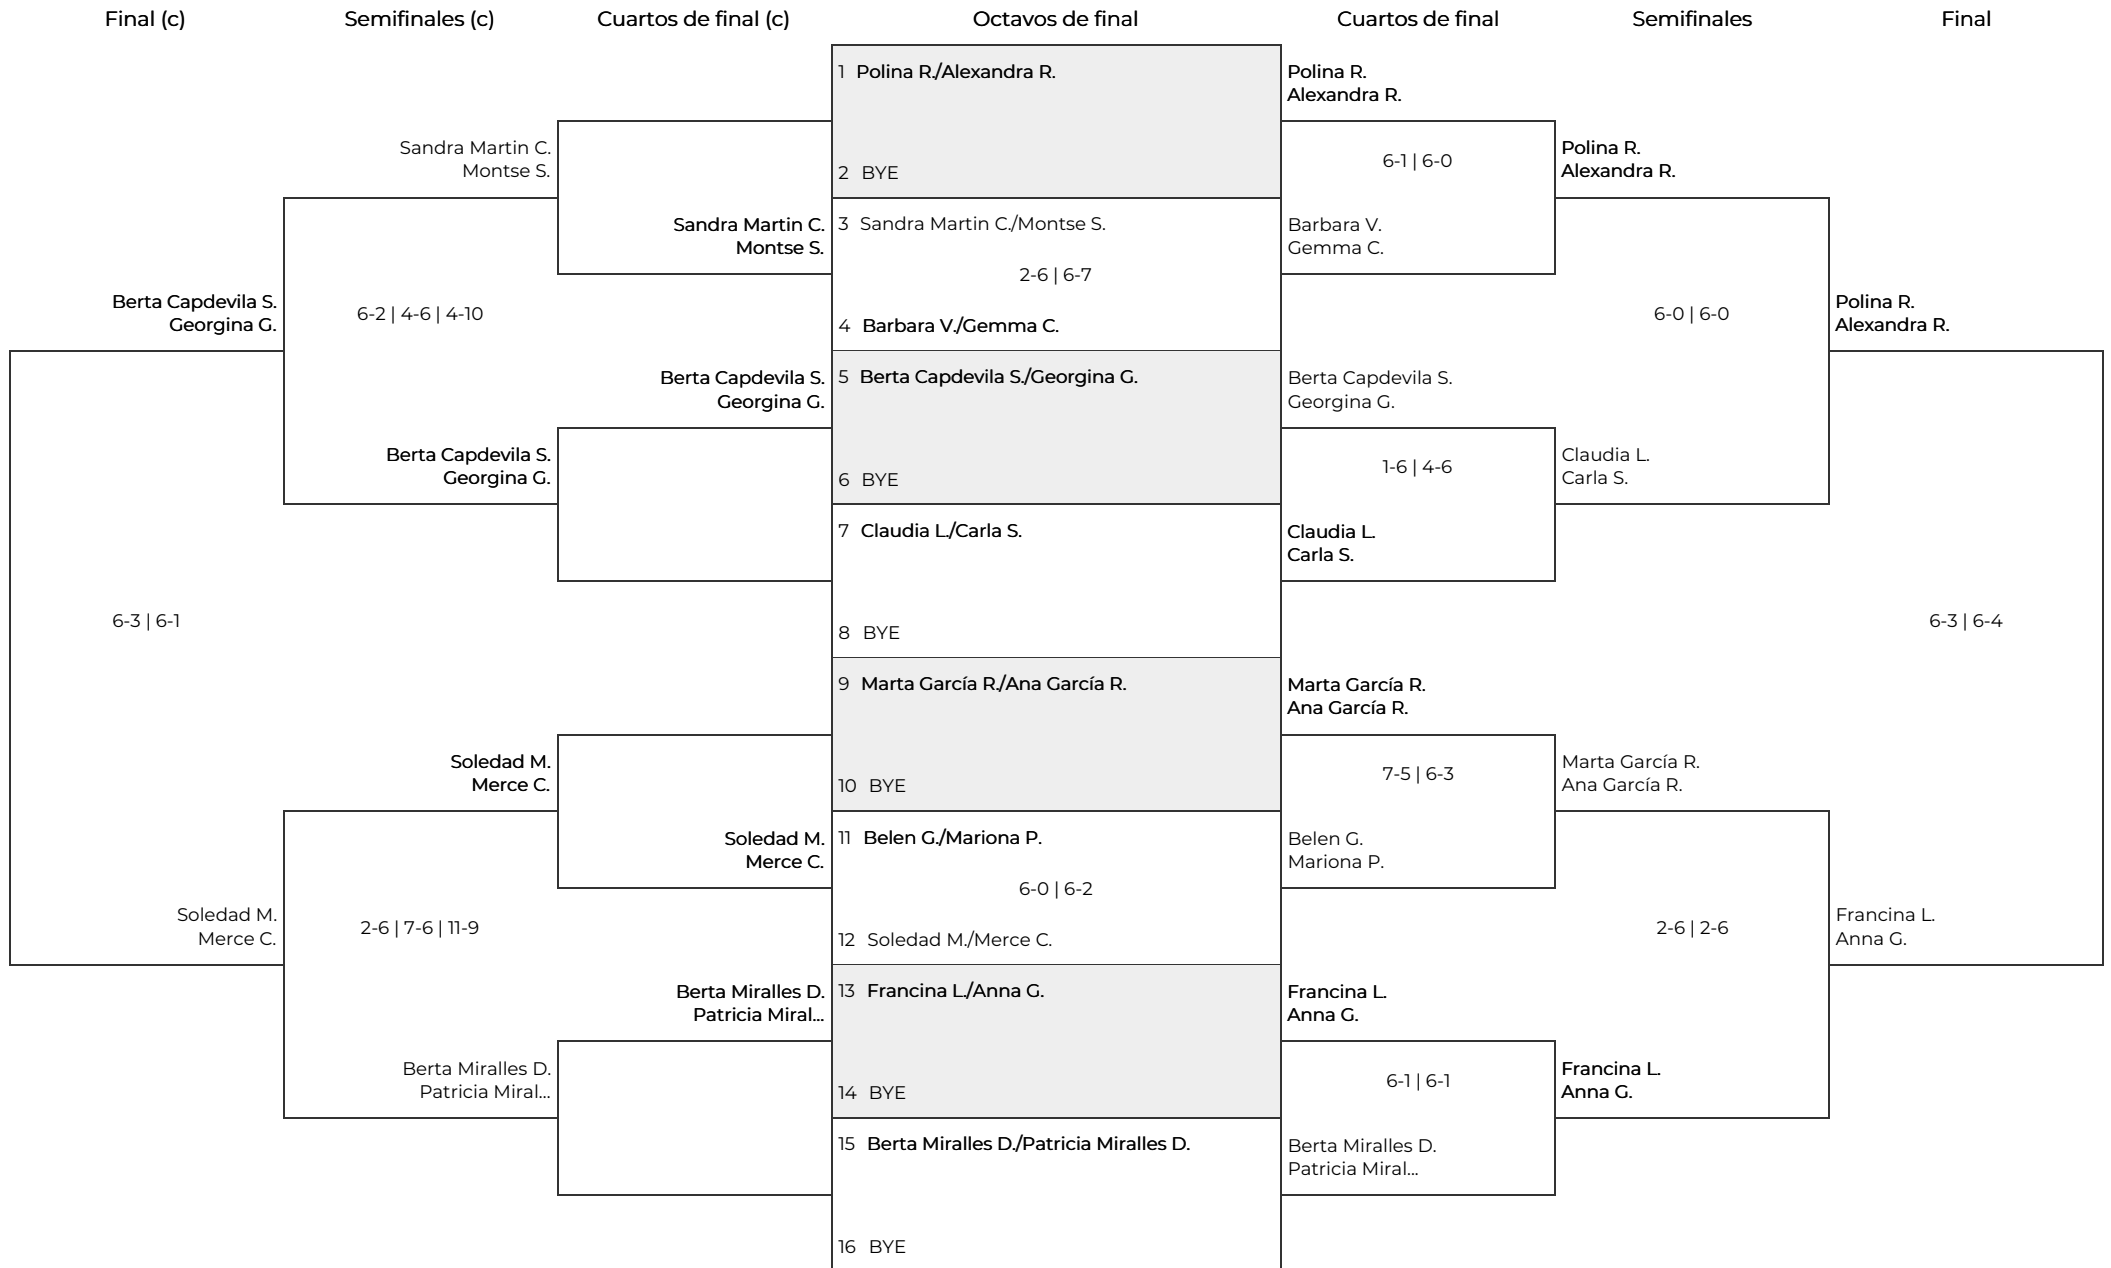 Final (c)
Semifinales (c)
Cuartos de final (c)
Octavos de final
Cuartos de final
Semifinales
Final
Berta Capdevila S.
Georgina G.
6-3 | 6-1
Soledad M.
Merce C.
Sandra Martin C.
Montse S.
6-2 | 4-6 | 4-10
Berta Capdevila S.
Georgina G.
Soledad M.
Merce C.
2-6 | 7-6 | 11-9
Berta Miralles D.
Patricia Miral...
Sandra Martin C.
Montse S.
Berta Capdevila S.
Georgina G.
Soledad M.
Merce C.
Berta Miralles D.
Patricia Miral...
1 Polina R./Alexandra R.
2 BYE
3 Sandra Martin C./Montse S.
2-6 | 6-7
4 Barbara V./Gemma C.
5 Berta Capdevila S./Georgina G.
6 BYE
7 Claudia L./Carla S.
8 BYE
9 Marta García R./Ana García R.
10 BYE
11 Belen G./Mariona P.
6-0 | 6-2
12 Soledad M./Merce C.
13 Francina L./Anna G.
14 BYE
15 Berta Miralles D./Patricia Miralles D.
16 BYE
Polina R.
Alexandra R.
6-1 | 6-0
Barbara V.
Gemma C.
Berta Capdevila S.
Georgina G.
1-6 | 4-6
Claudia L.
Carla S.
Marta García R.
Ana García R.
7-5 | 6-3
Belen G.
Mariona P.
Francina L.
Anna G.
6-1 | 6-1
Berta Miralles D.
Patricia Miral...
Polina R.
Alexandra R.
6-0 | 6-0
Claudia L.
Carla S.
Marta García R.
Ana García R.
2-6 | 2-6
Francina L.
Anna G.
Polina R.
Alexandra R.
6-3 | 6-4
Francina L.
Anna G.